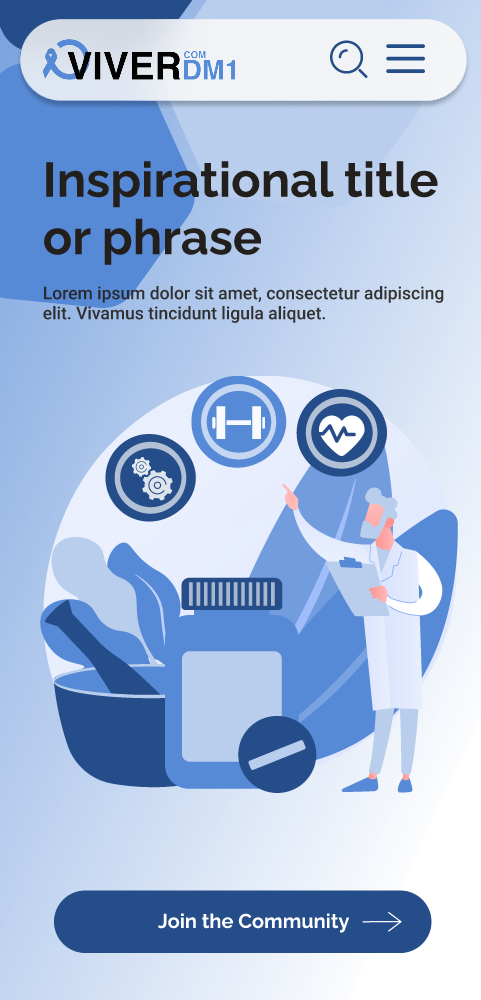 VIVER COM DM1
Inspirational title
or phrase
Lorem ipsum dolor sit amet, consectetur adipiscing
elit. Vivamus tincidunt ligula aliquet.
Join the Community